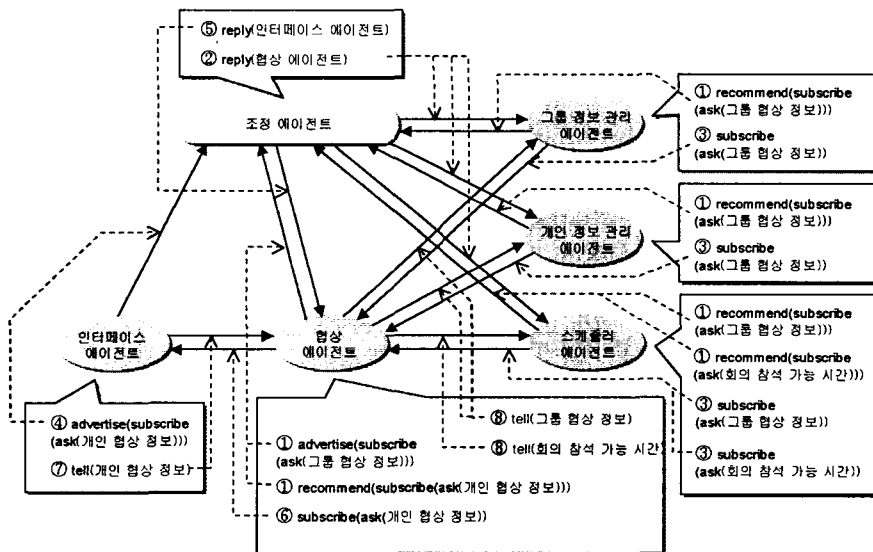 ⑤ reply(인터페이스 에이전트)
② reply(협상 에이전트)
조정 에이전트
그룹 정보 관리
에이전트
① recommend(subscribe
(ask(그룹 협상 정보)))
③ subscribe
(ask(그룹 협상 정보))
개인 정보 관리
에이전트
① recommend(subscribe
(ask(그룹 협상 정보)))
③ subscribe
(ask(그룹 협상 정보))
인터페이스
에이전트
협상
에이전트
스케쥴러
에이전트
① recommend(subscribe
(ask(그룹 협상 정보)))
① recommend(subscribe
(ask(회의 참석 가능 시간)))
③ subscribe
(ask(그룹 협상 정보))
③ subscribe
(ask(회의 참석 가능 시간))
④ advertise(subscribe
(ask(개인 협상 정보)))
⑦ tell(개인 협상 정보)
⑧ tell(그룹 협상 정보)
⑧ tell(회의 참석 가능 시간)
① advertise(subscribe
(ask(그룹 협상 정보)))
① recommend(subscribe(ask(개인 협상 정보)))
⑥ subscribe(ask(개인 협상 정보))